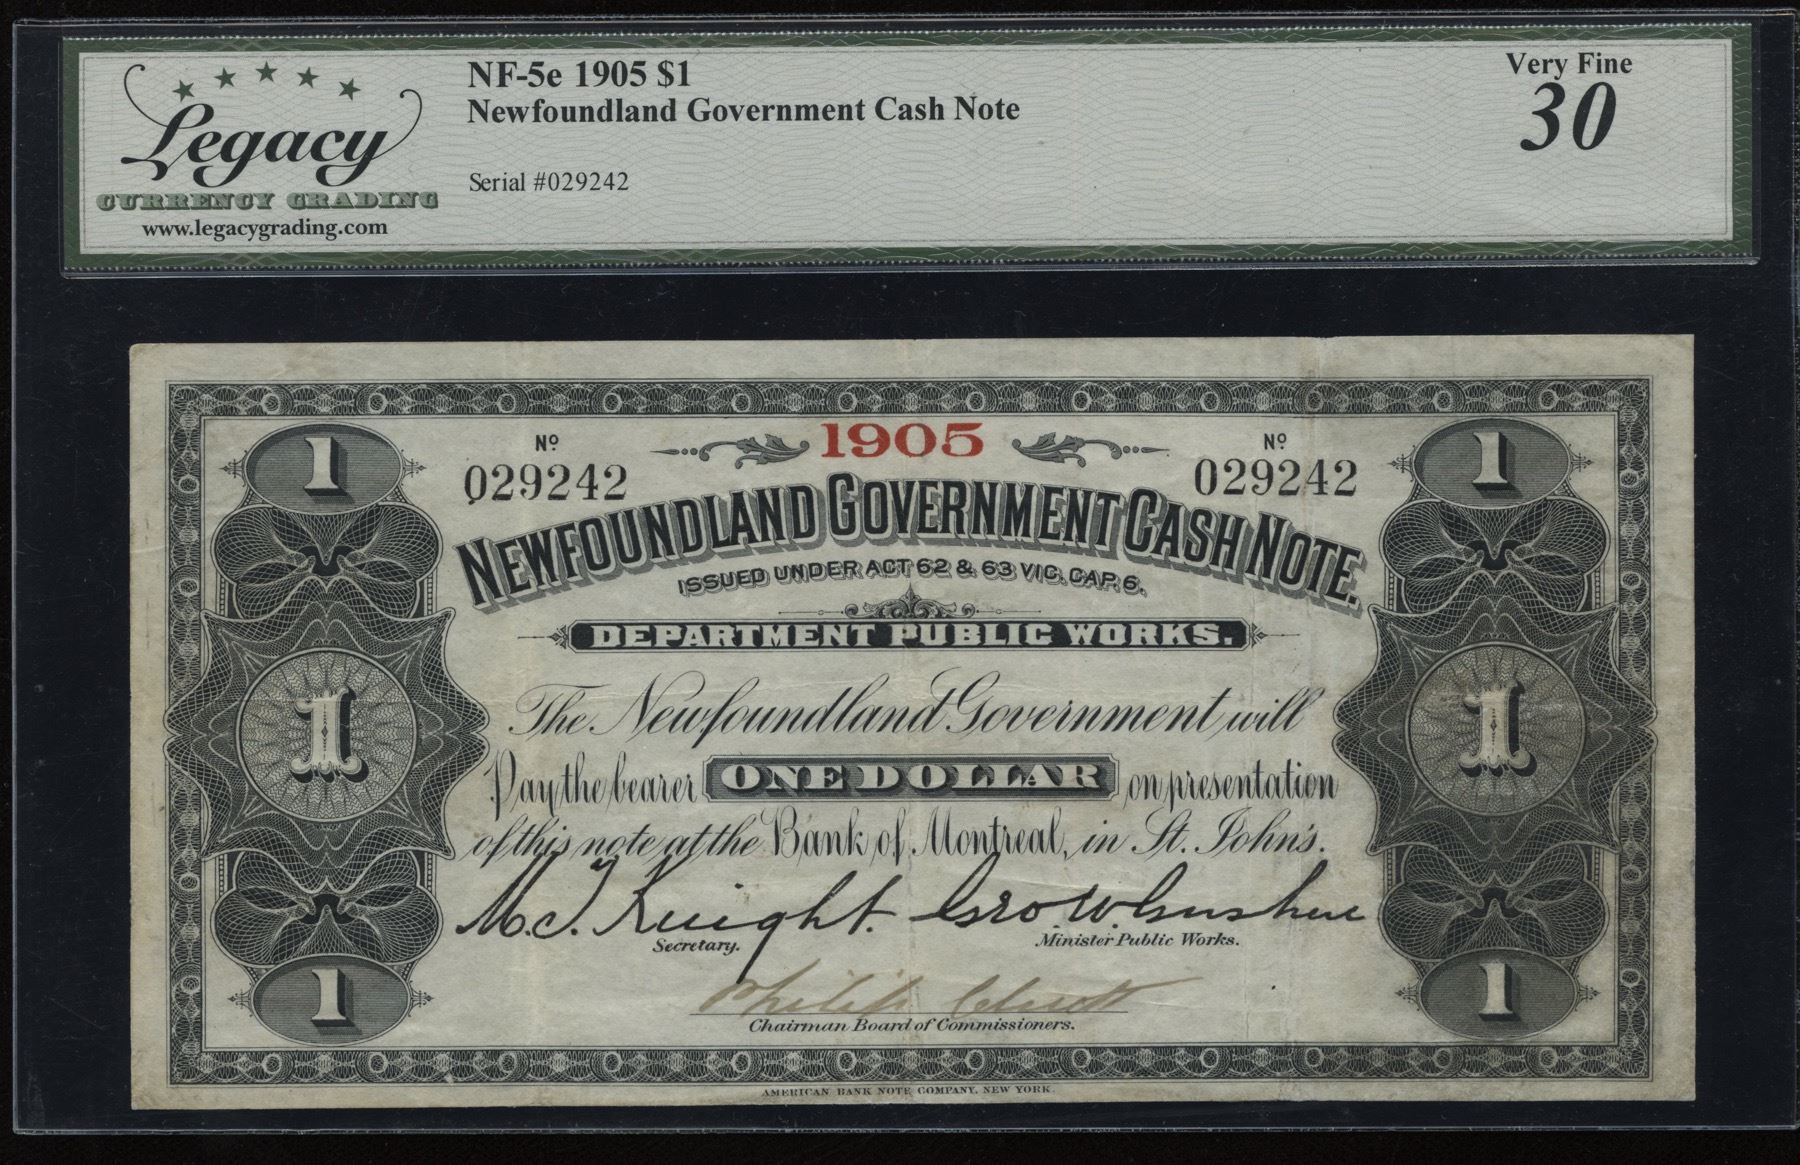 Legacy
CURRENCY GRADING
www.legacygrading.com
NF-5e 1905 $1
Newfoundland Government Cash Note
Serial #029242
Very Fine
30
1
Nº
029242
1905
Nº
029242
1
NEWFOUNDLAND GOVERNMENT CASH NOTE.
ISSUED UNDER ACT 62 & 63 VIC. CAP. 6.
DEPARTMENT PUBLIC WORKS.
The Newfoundland Government will
1
Pay the bearer ONE DOLLAR on presentation
1
of this note at the Bank of Montreal, in St. John's.
Secretary.
Minister Public Works.
1
1
Chairman Board of Commissioners.
AMERICAN BANK NOTE COMPANY, NEW YORK.